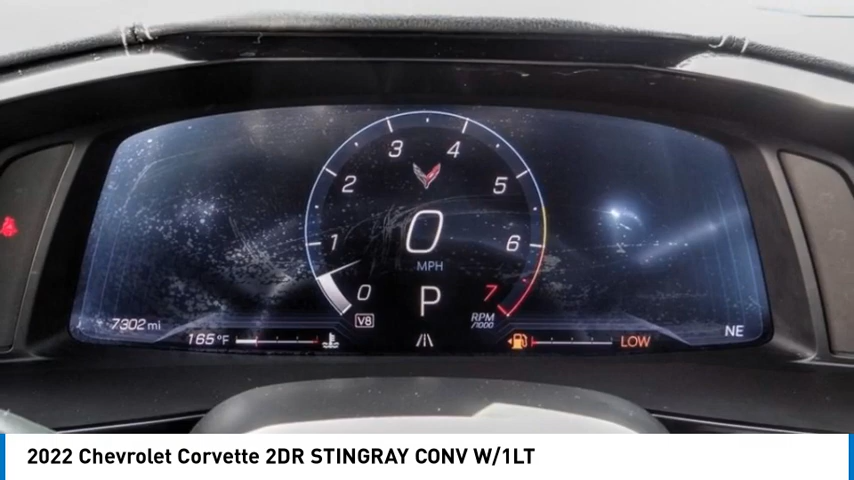 3 4
2 5
0
1 6
MPH
0 P 7
7302 mi V8 RPM /1000 NE
165 °F LOW
2022 Chevrolet Corvette 2DR STINGRAY CONV W/1LT